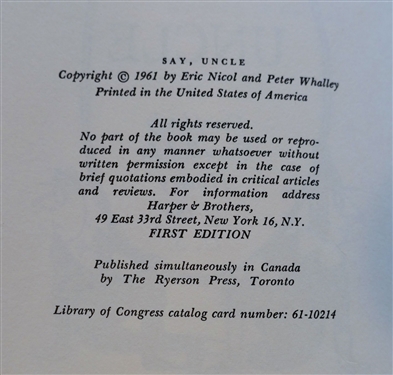 SAY, UNCLE
Copyright © 1961 by Eric Nicol and Peter Whalley
Printed in the United States of America
All rights reserved.
No part of the book may be used or repro-
duced in any manner whatsoever without
written permission except in the case of
brief quotations embodied in critical articles
and reviews. For information address
Harper & Brothers,
49 East 33rd Street, New York 16, N.Y.
FIRST EDITION
Published simultaneously in Canada
by The Ryerson Press, Toronto
Library of Congress catalog card number: 61-10214